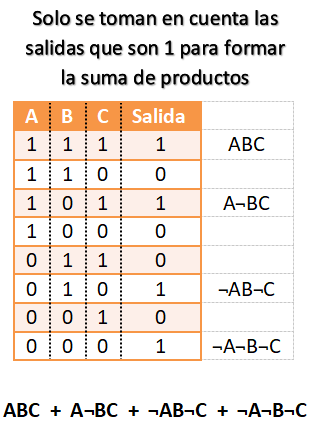 Solo se toman en cuenta las
salidas que son 1 para formar
la suma de productos
A B C Salida
1 1 1 1 ABC
1 1 0 0
1 0 1 1 A¬BC
1 0 0 0
0 1 1 0
0 1 0 1 ¬AB¬C
0 0 1 0
0 0 0 1 ¬A¬B¬C
ABC + A¬BC + ¬AB¬C + ¬A¬B¬C